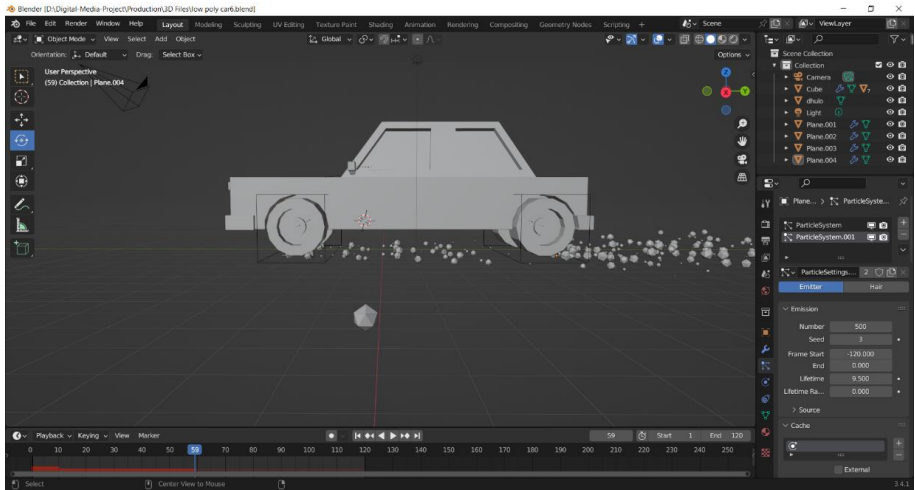 Blender [D:\Digital-Media-Project\Production\3D Files\low poly car6.blend]
File Edit Render Window Help Layout Modeling Sculpting UV Editing Texture Paint Shading Animation Rendering Compositing Geometry Nodes Scripting + Scene ViewLayer
Object Mode View Select Add Object Global
Orientation: Default Drag: Select Box Options
User Perspective
(59) Collection | Plane.004
Z
X
Y
Scene Collection
Collection
Camera
Cube 7
dhulo
Light
Plane.001
Plane.002
Plane.003
Plane.004
Plane... > ParticleSyste...
ParticleSystem
ParticleSystem.001
ParticleSettings.... 2
Emitter Hair
Emission
Number 500
Seed 3
Frame Start -120.000
End 0.000
Lifetime 9.500
Lifetime Ra... 0.000
Source
Cache
External
Playback Keying View Marker 59 Start 1 End 120
0 10 20 30 40 50 59 70 80 90 100 110 120 130 140 150 160 170 180 190 200 210 220 230 240 250
Select Center View to Mouse 3.4.1